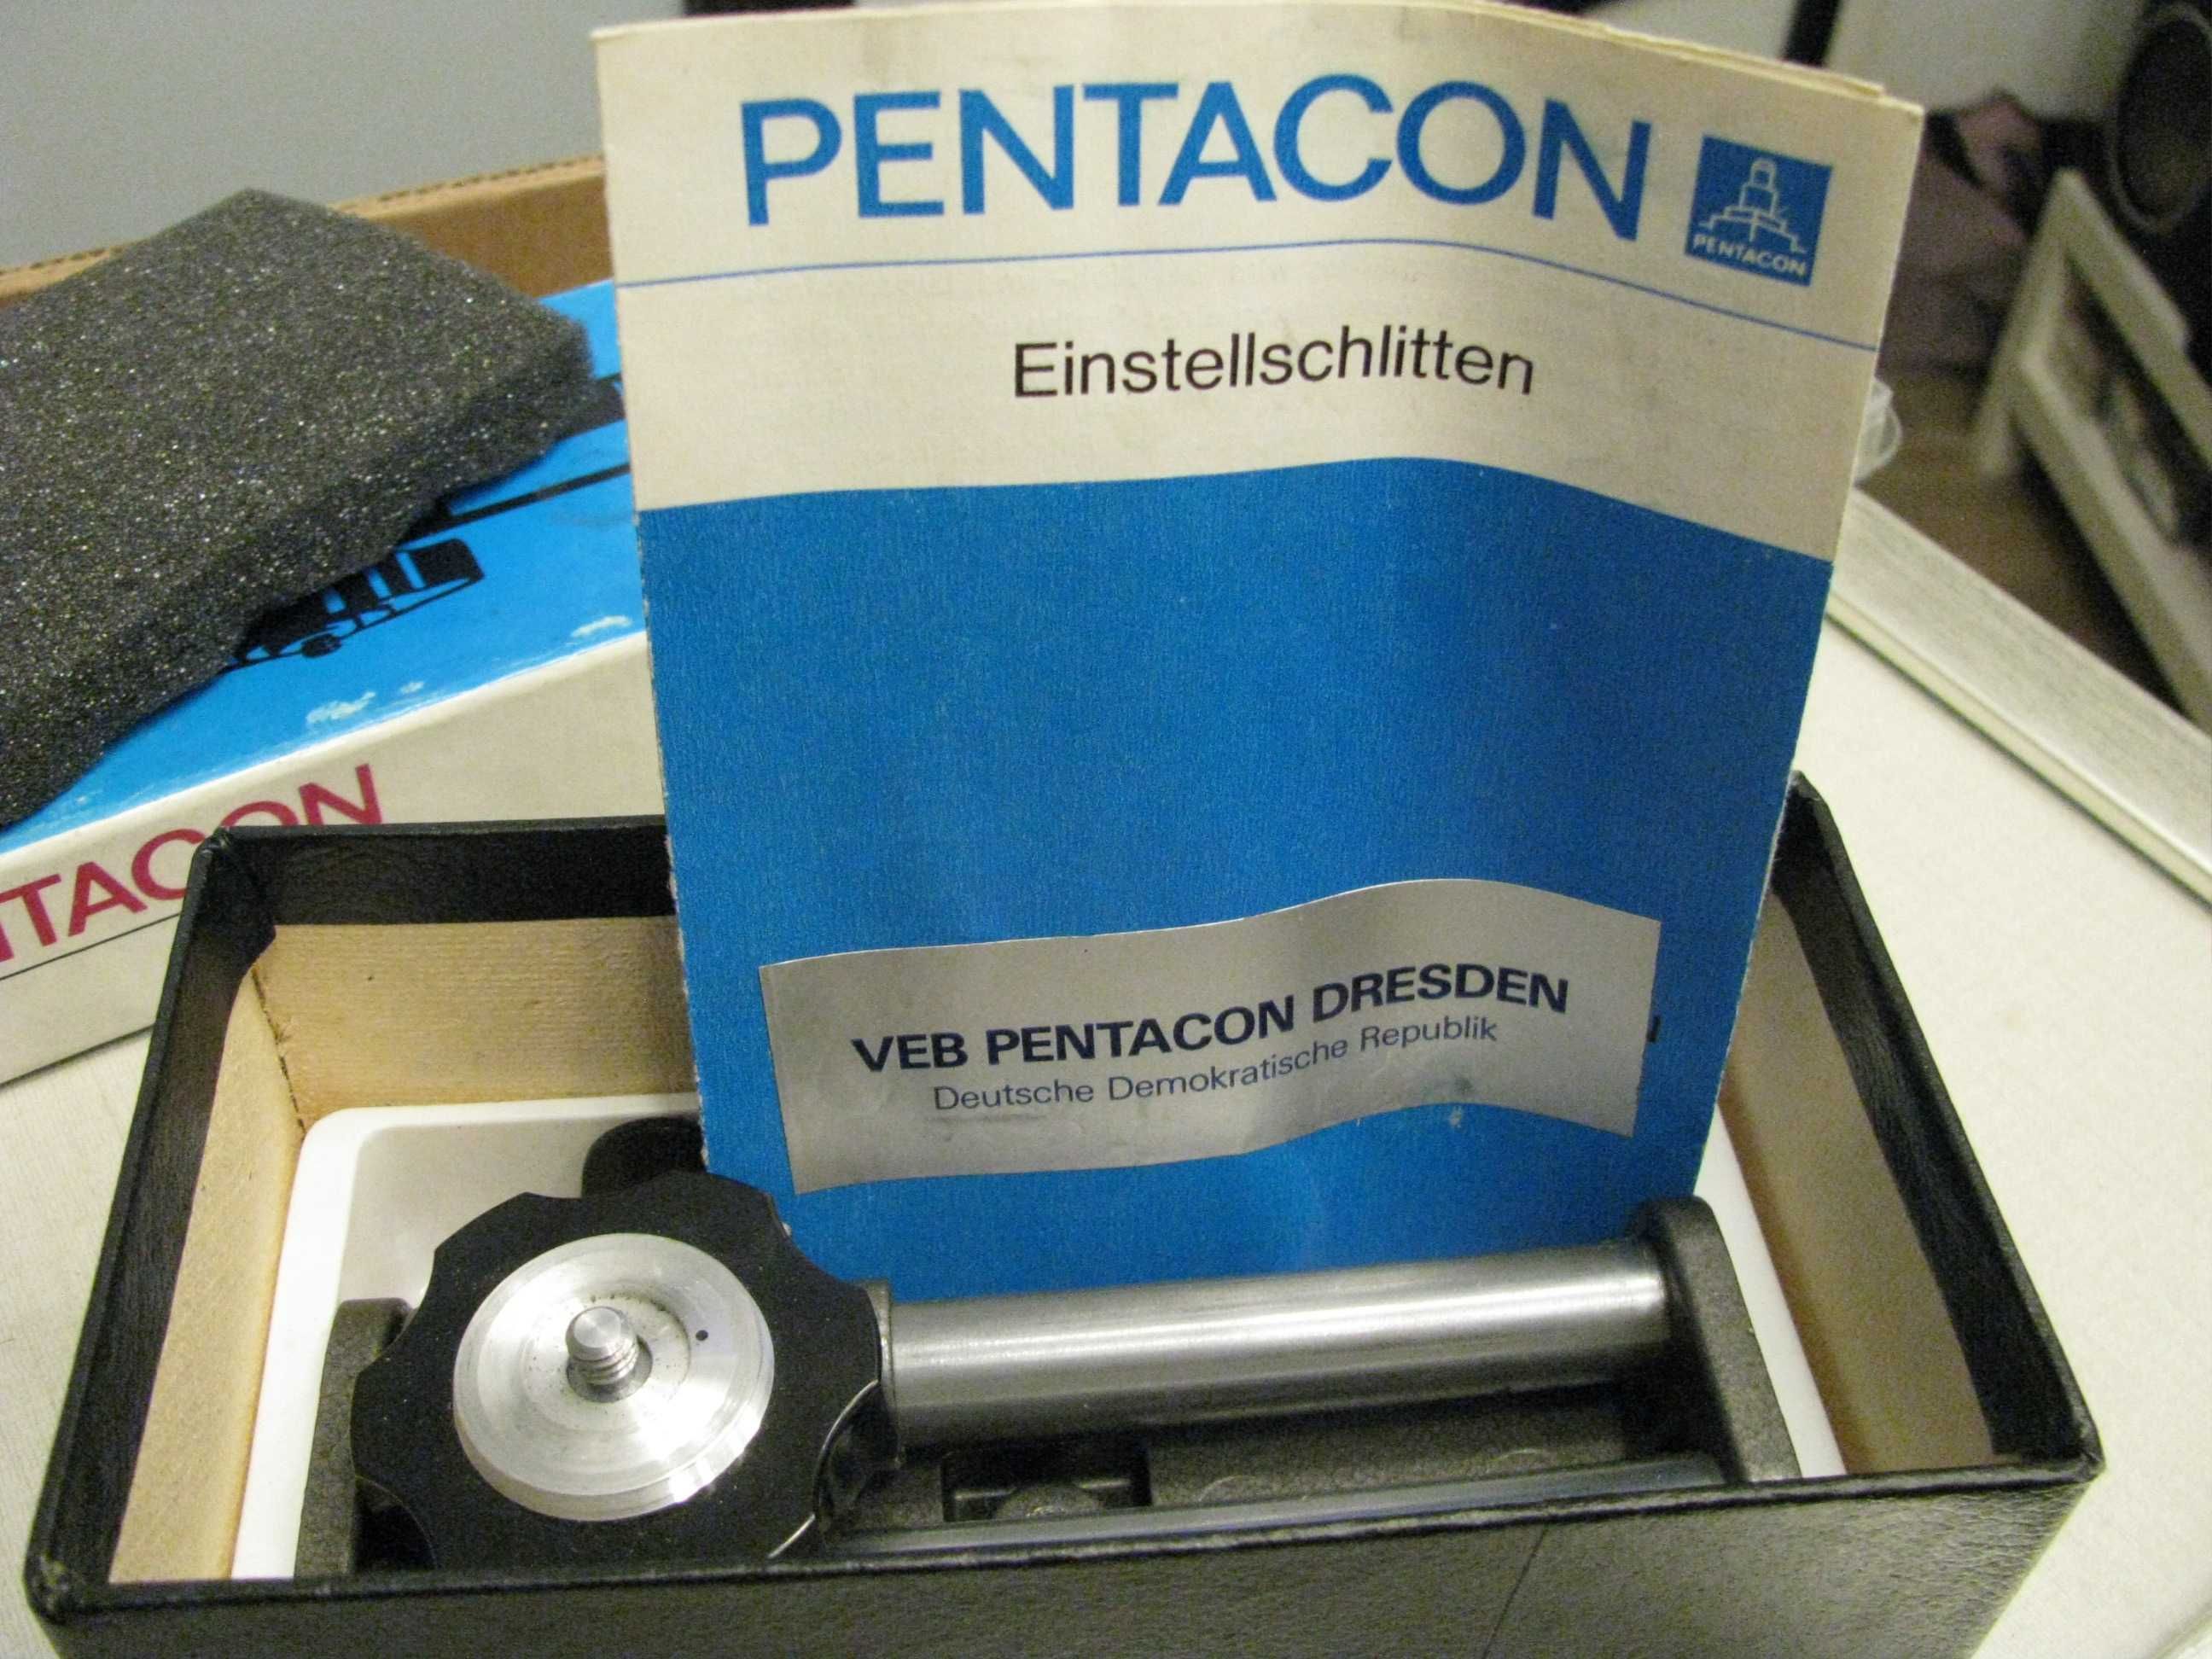 PENTACON
PENTACON
Einstellschlitten
VEB PENTACON DRESDEN
Deutsche Demokratische Republik
NTACON